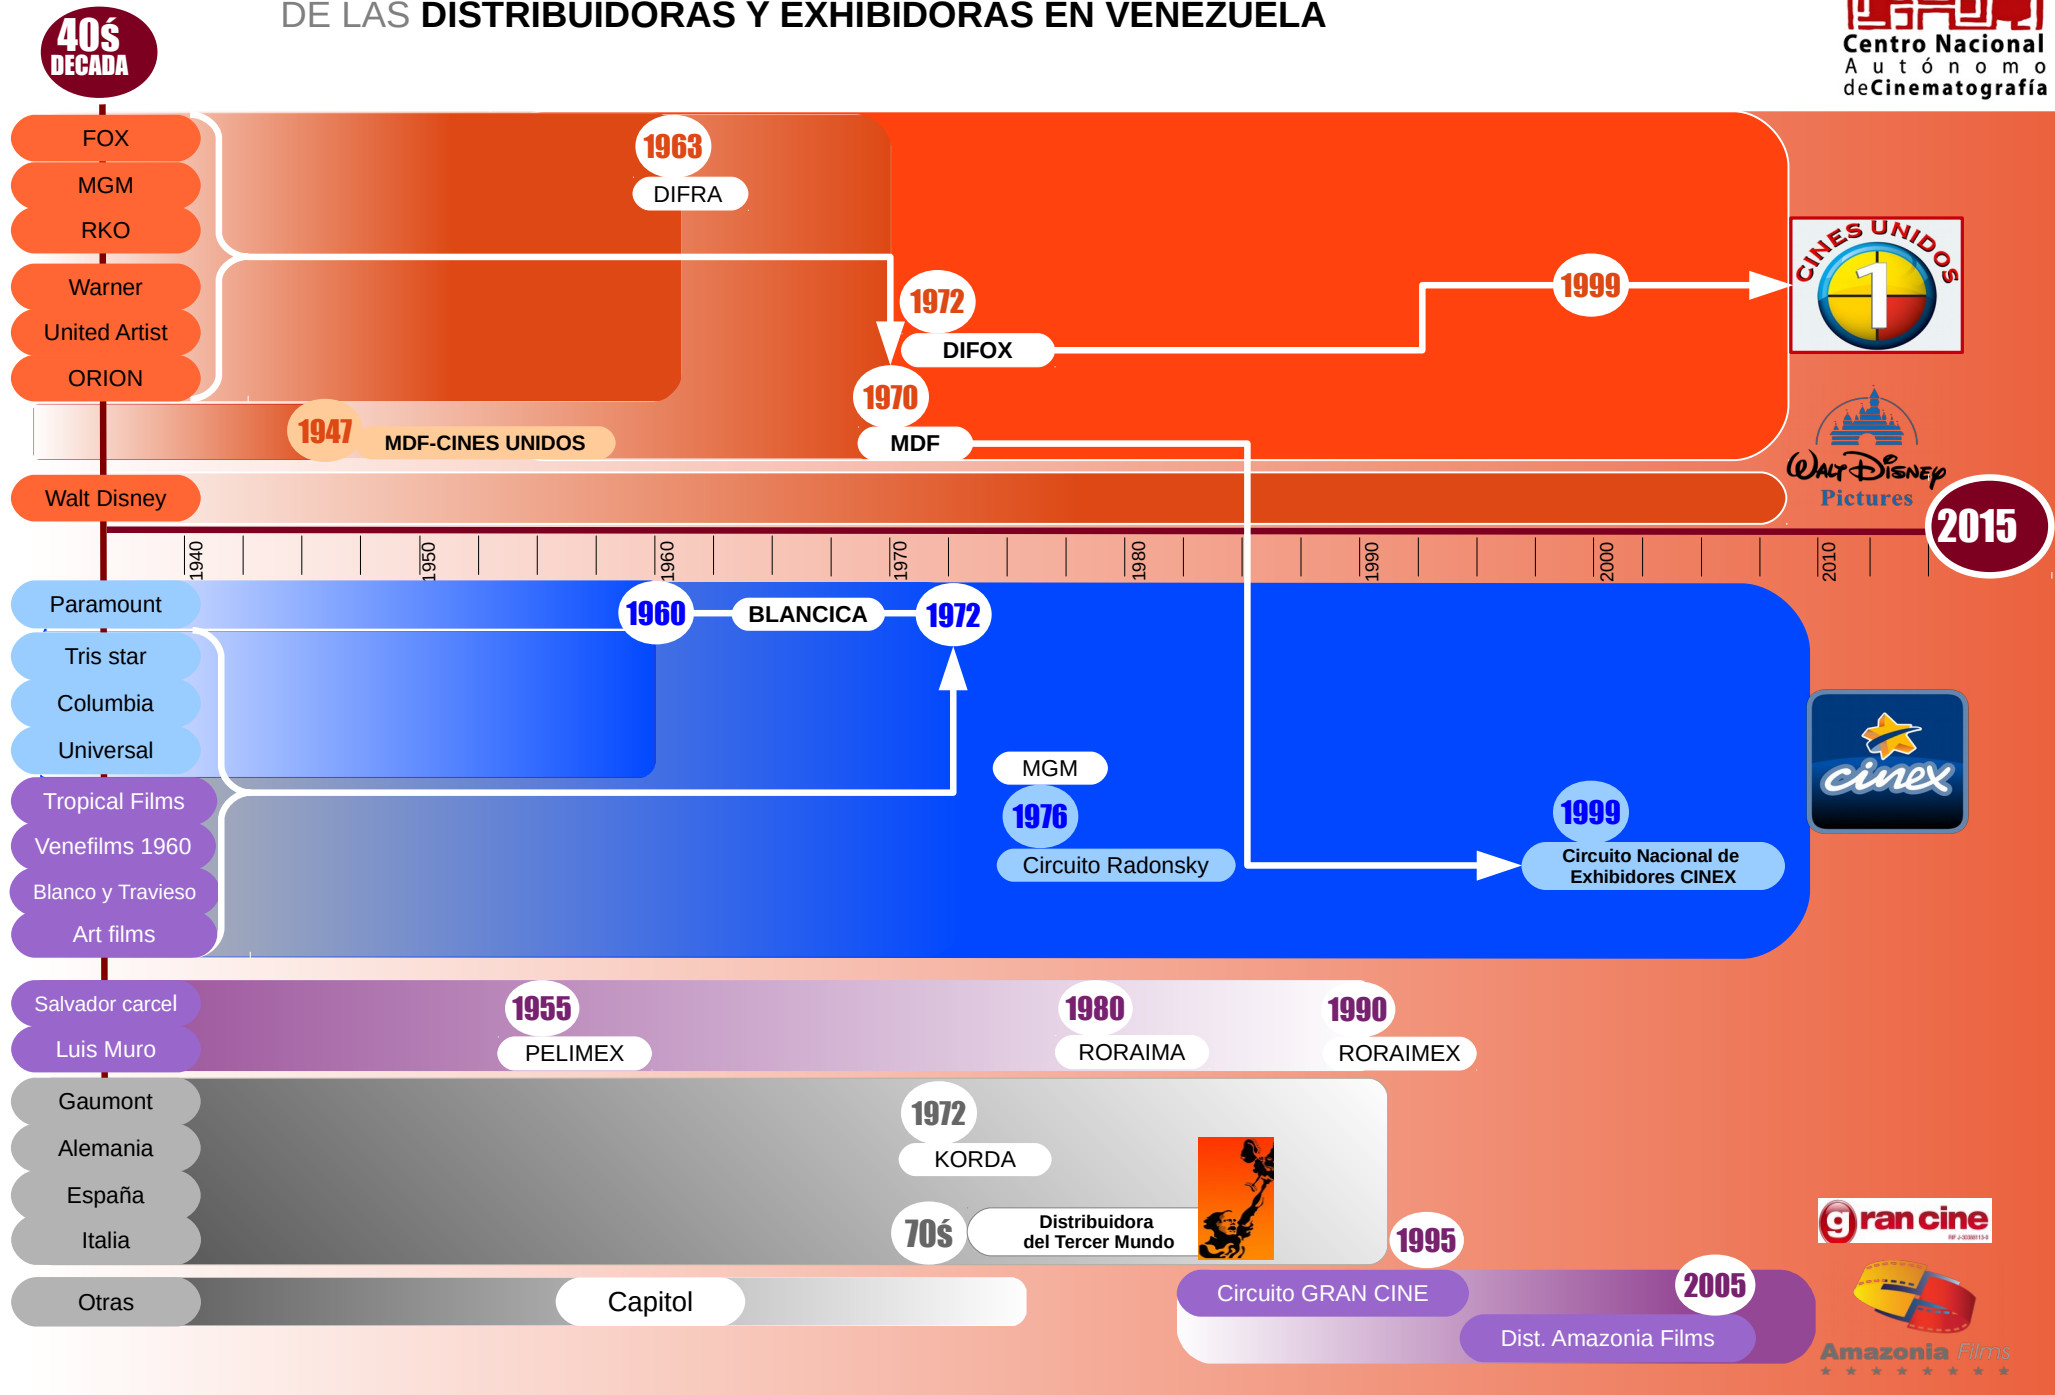 DE LAS DISTRIBUIDORAS Y EXHIBIDORAS EN VENEZUELA
40ś
DECADA
Centro Nacional
Autónomo
deCinematografía
FOX
MGM
RKO
Warner
United Artist
ORION
1963
DIFRA
1972
DIFOX
1999
CINES UNIDOS
1
1970
MDF
1947
MDF-CINES UNIDOS
Walt Disney
WALT DISNEY
Pictures
2015
1940
1950
1960
1970
1980
1990
2000
2010
Paramount
Tris star
Columbia
Universal
Tropical Films
Venefilms 1960
Blanco y Travieso
Art films
1960
BLANCICA
1972
MGM
1976
Circuito Radonsky
1999
Circuito Nacional de
Exhibidores CINEX
cinex
Salvador carcel
Luis Muro
1955
PELIMEX
1980
RORAIMA
1990
RORAIMEX
Gaumont
Alemania
España
Italia
1972
KORDA
70ś
Distribuidora
del Tercer Mundo
1995
Otras
Capitol
Circuito GRAN CINE
2005
Dist. Amazonia Films
gran cine
Amazonia Films